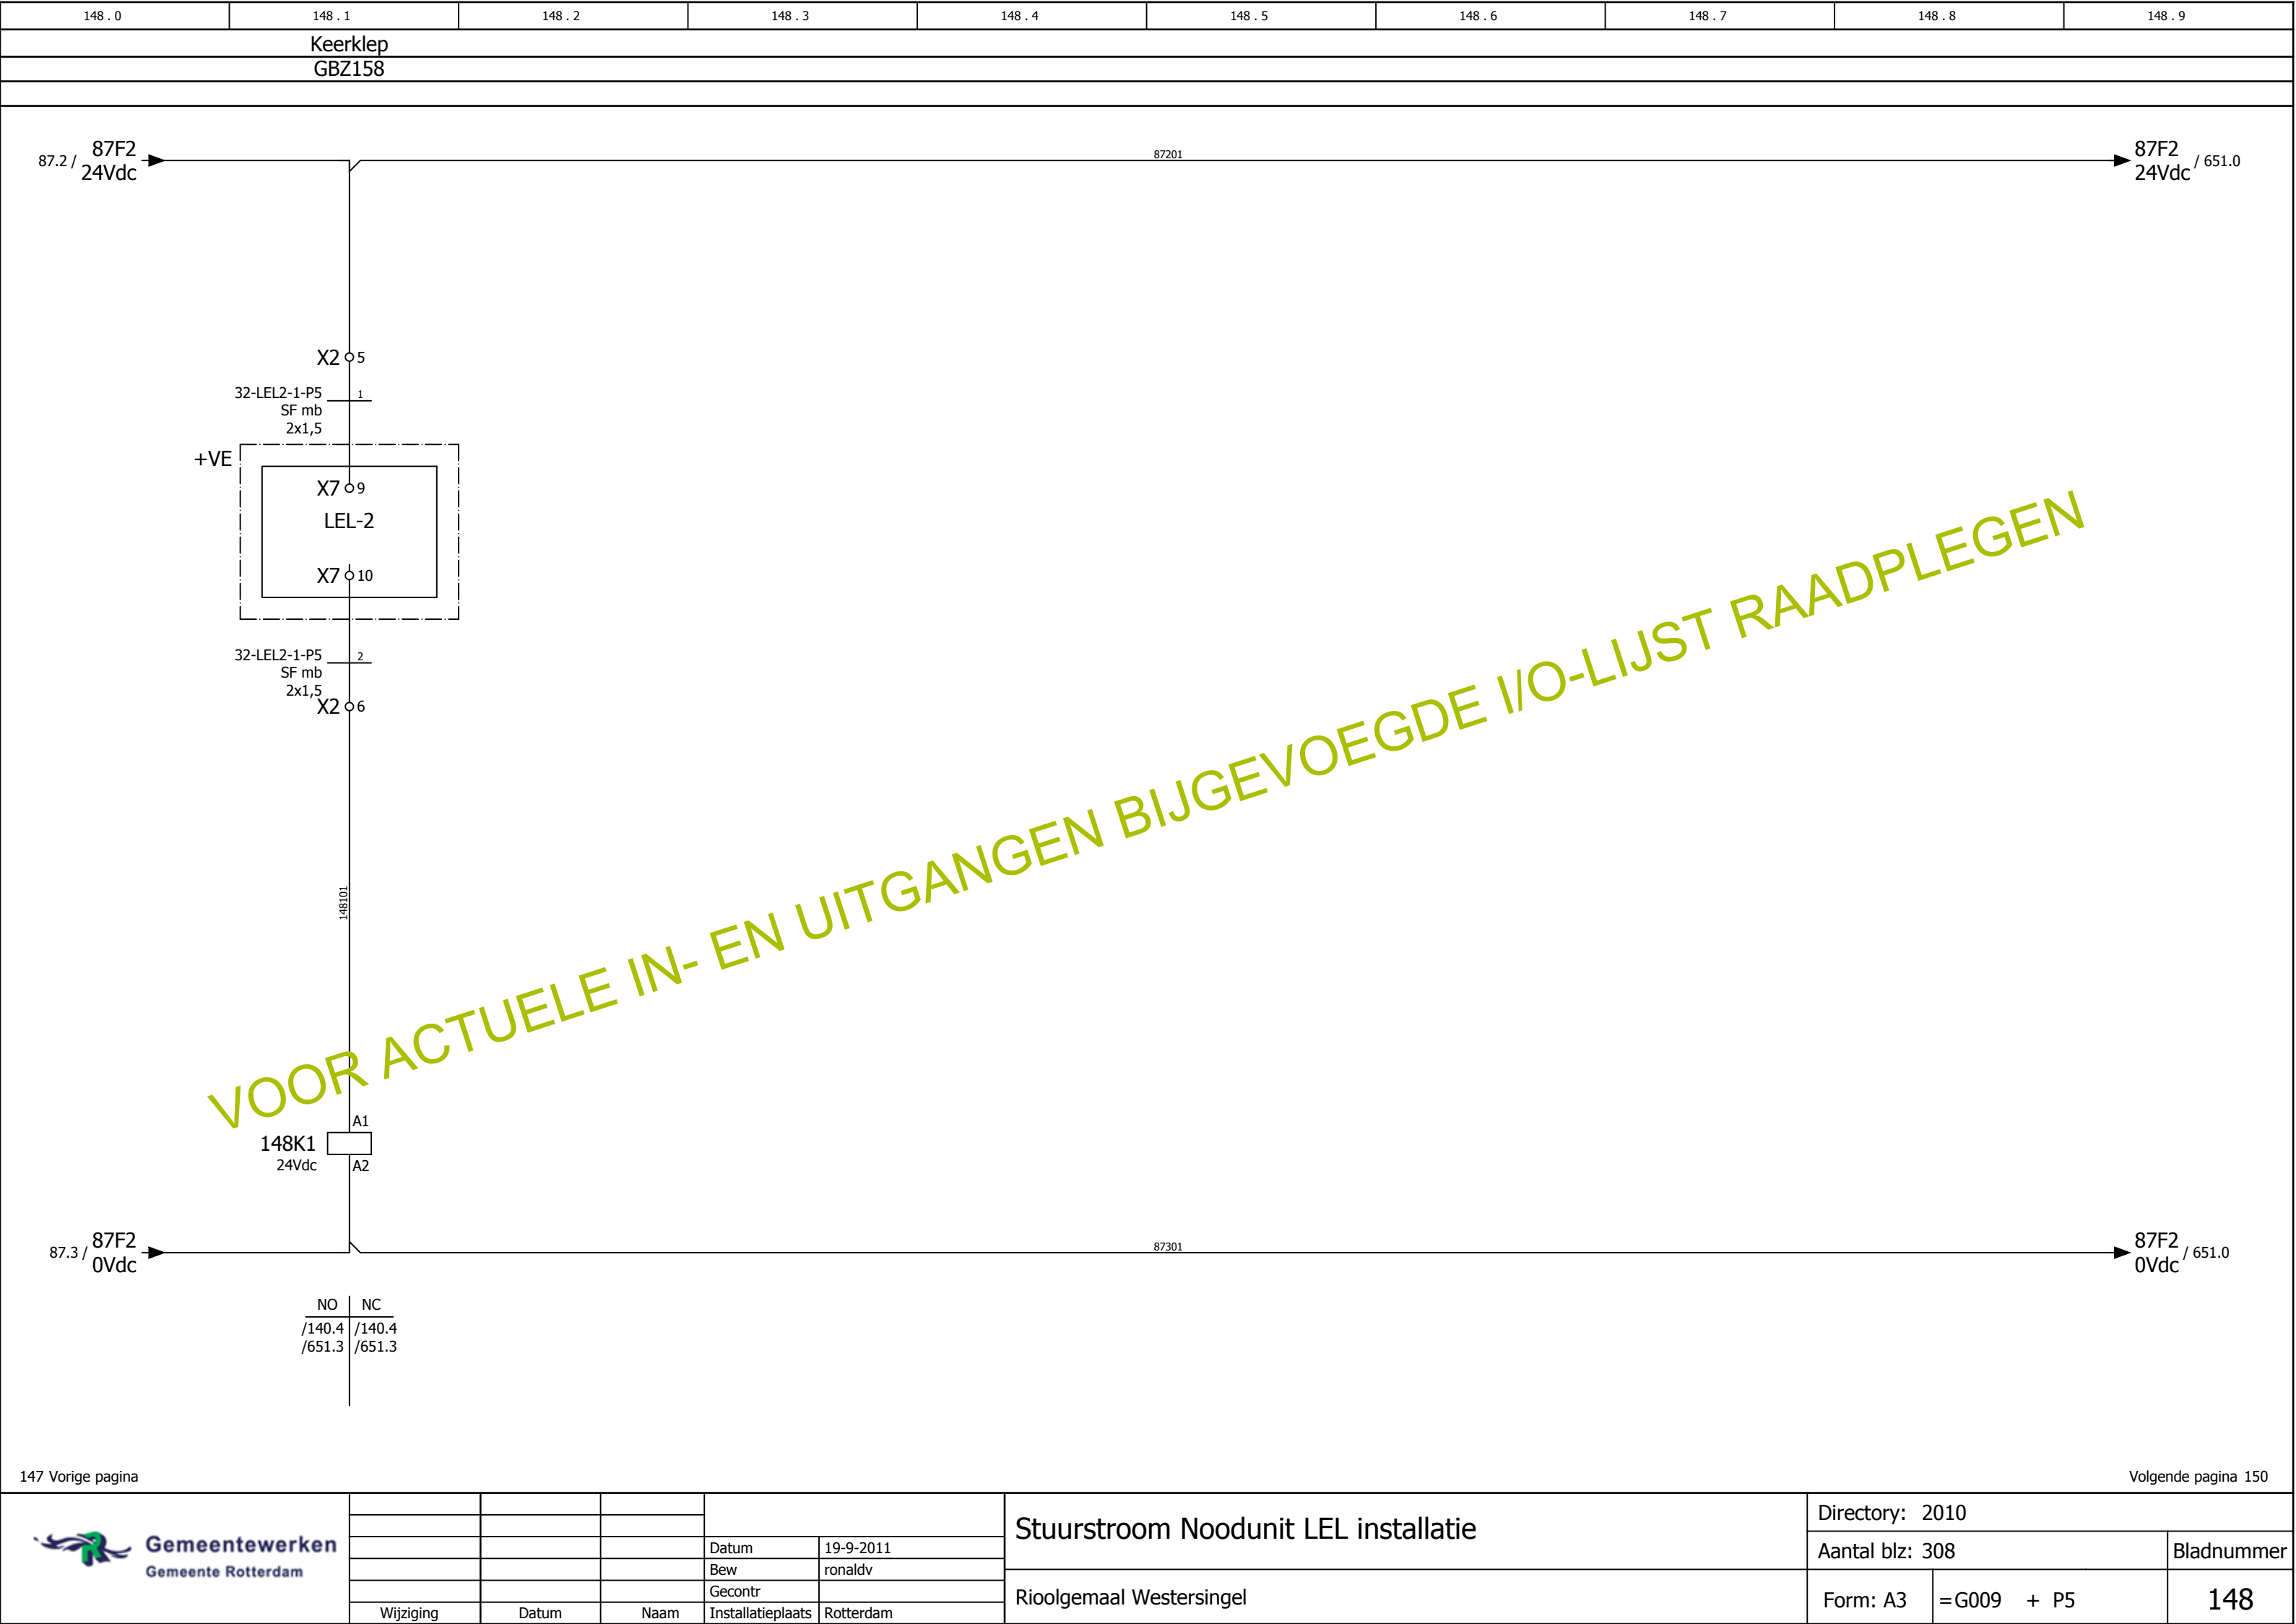 148 . 0 148 . 1 148 . 2 148 . 3 148 . 4 148 . 5 148 . 6 148 . 7 148 . 8 148 . 9
Keerklep
GBZ158
87.2 / 87F2 24Vdc
87201
87F2 24Vdc / 651.0
X2 5
32-LEL2-1-P5 1
SF mb
2x1,5
+VE
X7 9
LEL-2
X7 10
32-LEL2-1-P5 2
SF mb
2x1,5
X2 6
148101
VOOR ACTUELE IN- EN UITGANGEN BIJGEVOEGDE I/O-LIJST RAADPLEGEN
A1
148K1
24Vdc
A2
87.3 / 87F2 0Vdc
87301
87F2 0Vdc / 651.0
NO NC
/140.4 /140.4
/651.3 /651.3
147 Vorige pagina
Volgende pagina 150
Gemeentewerken
Gemeente Rotterdam
Wijziging Datum Naam
Datum 19-9-2011
Bew ronaldv
Gecontr
Installatieplaats Rotterdam
Stuurstroom Noodunit LEL installatie
Rioolgemaal Westersingel
Directory: 2010
Aantal blz: 308
Bladnummer
Form: A3 =G009 + P5
148